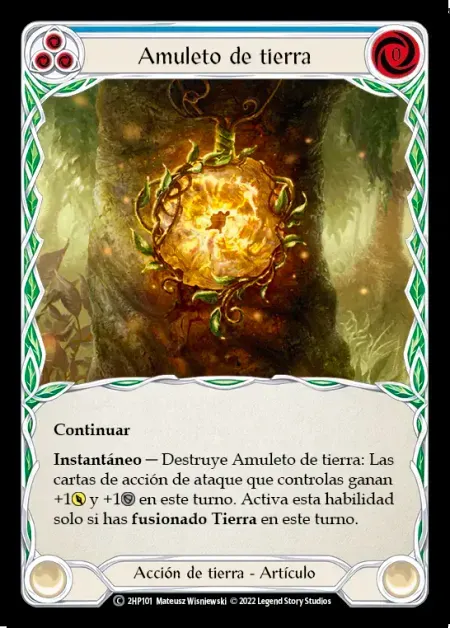 Amuleto de tierra
0
Continuar
Instantáneo — Destruye Amuleto de tierra: Las
cartas de acción de ataque que controlas ganan
+1 y +1 en este turno. Activa esta habilidad
solo si has fusionado Tierra en este turno.
Acción de tierra - Artículo
C 2HP101 Mateusz Wisniewski © 2022 Legend Story Studios